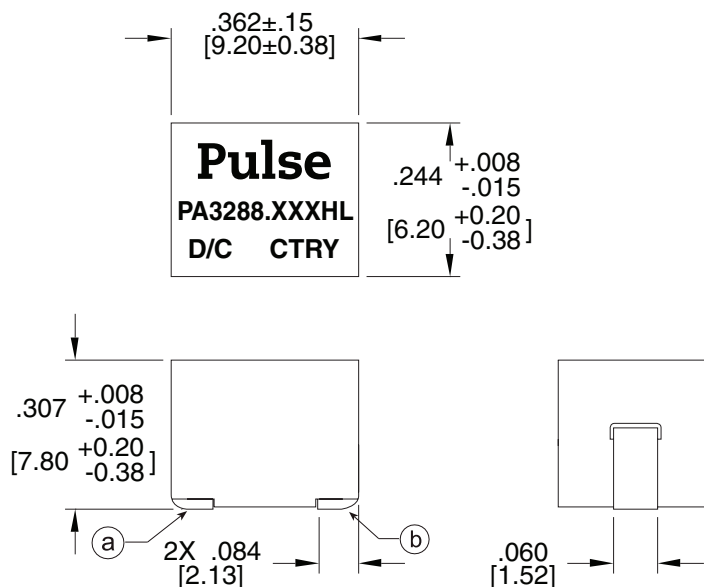 .362±.15
[9.20±0.38]
Pulse
PA3288.XXXHL
D/C CTRY
.244 +.008
-.015
[6.20 +0.20
-0.38]
.307 +.008
-.015
[7.80 +0.20
-0.38]
a
b
2X .084
[2.13]
.060
[1.52]